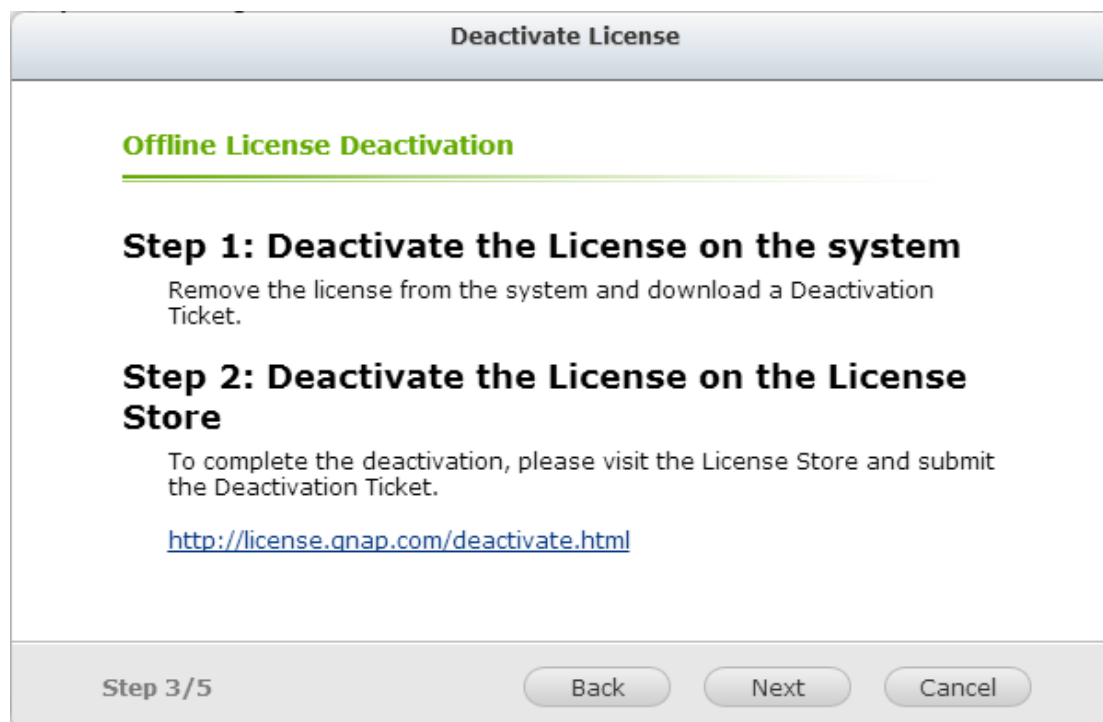 Deactivate License
Offline License Deactivation
Step 1: Deactivate the License on the system
Remove the license from the system and download a Deactivation
Ticket.
Step 2: Deactivate the License on the License
Store
To complete the deactivation, please visit the License Store and submit
the Deactivation Ticket.
http://license.qnap.com/deactivate.html
Step 3/5
Back
Next
Cancel